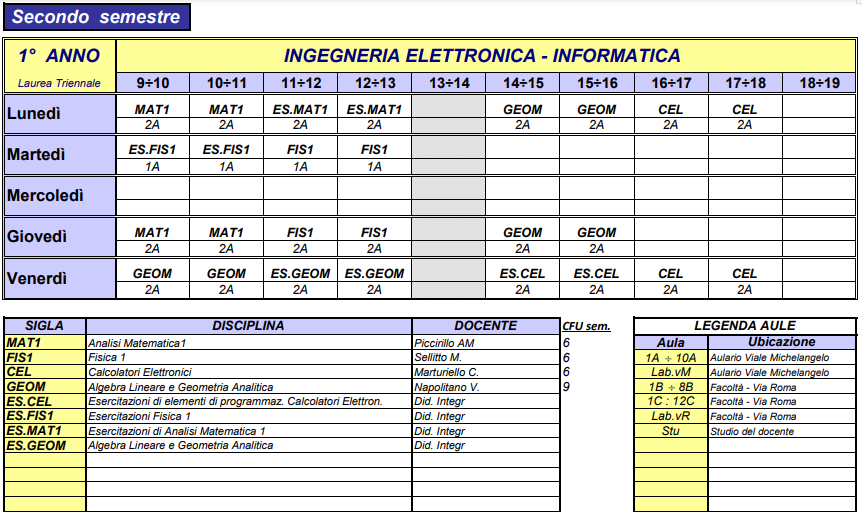 Secondo semestre
1° ANNO INGEGNERIA ELETTRONICA - INFORMATICA
Laurea Triennale 9÷10 10÷11 11÷12 12÷13 13÷14 14÷15 15÷16 16÷17 17÷18 18÷19
Lunedì MAT1 MAT1 ES.MAT1 ES.MAT1 GEOM GEOM CEL CEL
2A 2A 2A 2A 2A 2A 2A 2A
Martedì ES.FIS1 ES.FIS1 FIS1 FIS1
1A 1A 1A 1A
Mercoledì
Giovedì MAT1 MAT1 FIS1 FIS1 GEOM GEOM
2A 2A 2A 2A 2A 2A
Venerdì GEOM GEOM ES.GEOM ES.GEOM ES.CEL ES.CEL CEL CEL
2A 2A 2A 2A 2A 2A 2A 2A
SIGLA DISCIPLINA DOCENTE CFU sem.
MAT1 Analisi Matematica1 Piccirillo AM 6
FIS1 Fisica 1 Sellitto M. 6
CEL Calcolatori Elettronici Marturiello C. 6
GEOM Algebra Lineare e Geometria Analitica Napolitano V. 9
ES.CEL Esercitazioni di elementi di programmaz. Calcolatori Elettron. Did. Integr
ES.FIS1 Esercitazioni Fisica 1 Did. Integr
ES.MAT1 Esercitazioni di Analisi Matematica 1 Did. Integr
ES.GEOM Algebra Lineare e Geometria Analitica Did. Integr
LEGENDA AULE
Aula Ubicazione
1A ÷ 10A Aulario Viale Michelangelo
Lab.vM Aulario Viale Michelangelo
1B ÷ 8B Facoltà - Via Roma
1C : 12C Facoltà - Via Roma
Lab.vR Facoltà - Via Roma
Stu Studio del docente